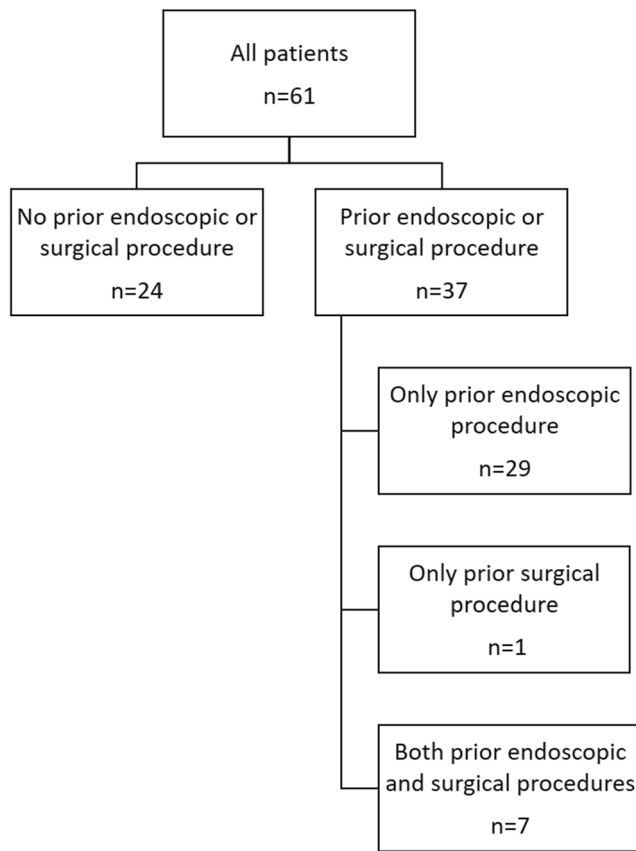 All patients
n=61
No prior endoscopic or
surgical procedure
n=24
Prior endoscopic or
surgical procedure
n=37
Only prior endoscopic
procedure
n=29
Only prior surgical
procedure
n=1
Both prior endoscopic
and surgical procedures
n=7